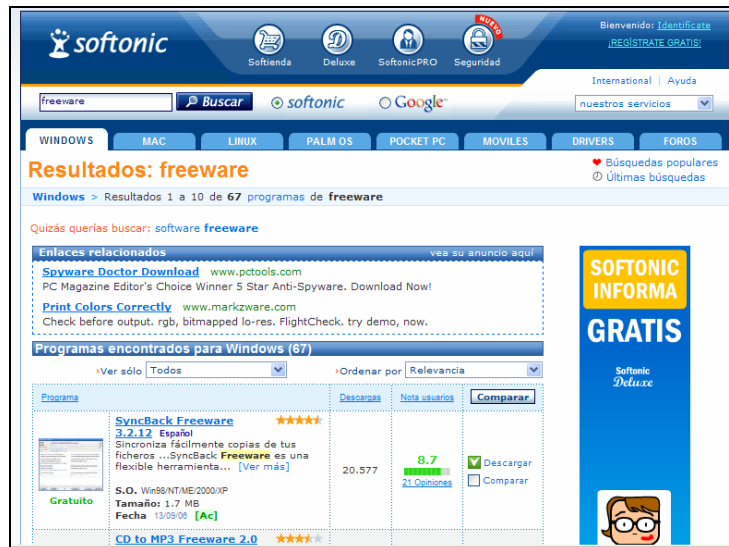 Bienvenido: Identifícate
¡REGÍSTRATE GRATIS!
softonic
NUEVO
Softienda Deluxe SoftonicPRO Seguridad
International | Ayuda
freeware Buscar softonic Google nuestros servicios
WINDOWS MAC LINUX PALM OS POCKET PC MOVILES DRIVERS FOROS
Resultados: freeware
Búsquedas populares
Últimas búsquedas
Windows > Resultados 1 a 10 de 67 programas de freeware
Quizás querías buscar: software freeware
Enlaces relacionados vea su anuncio aquí
Spyware Doctor Download www.pctools.com
PC Magazine Editor's Choice Winner 5 Star Anti-Spyware. Download Now!
Print Colors Correctly www.markzware.com
Check before output. rgb, bitmapped lo-res. FlightCheck. try demo, now.
Programas encontrados para Windows (67)
Ver sólo Todos Ordenar por Relevancia
Programa Descargas Nota usuarios Comparar
SyncBack Freeware
3.2.12 Español
Sincroniza fácilmente copias de tus
ficheros ...SyncBack Freeware es una
flexible herramienta... [Ver más]
S.O. Win98/NT/ME/2000/XP
Tamaño: 1.7 MB
Fecha 13/09/06 [Ac]
Gratuito
20.577
8.7
21 Opiniones
Descargar
Comparar
CD to MP3 Freeware 2.0
SOFTONIC
INFORMA
GRATIS
Softonic
Deluxe